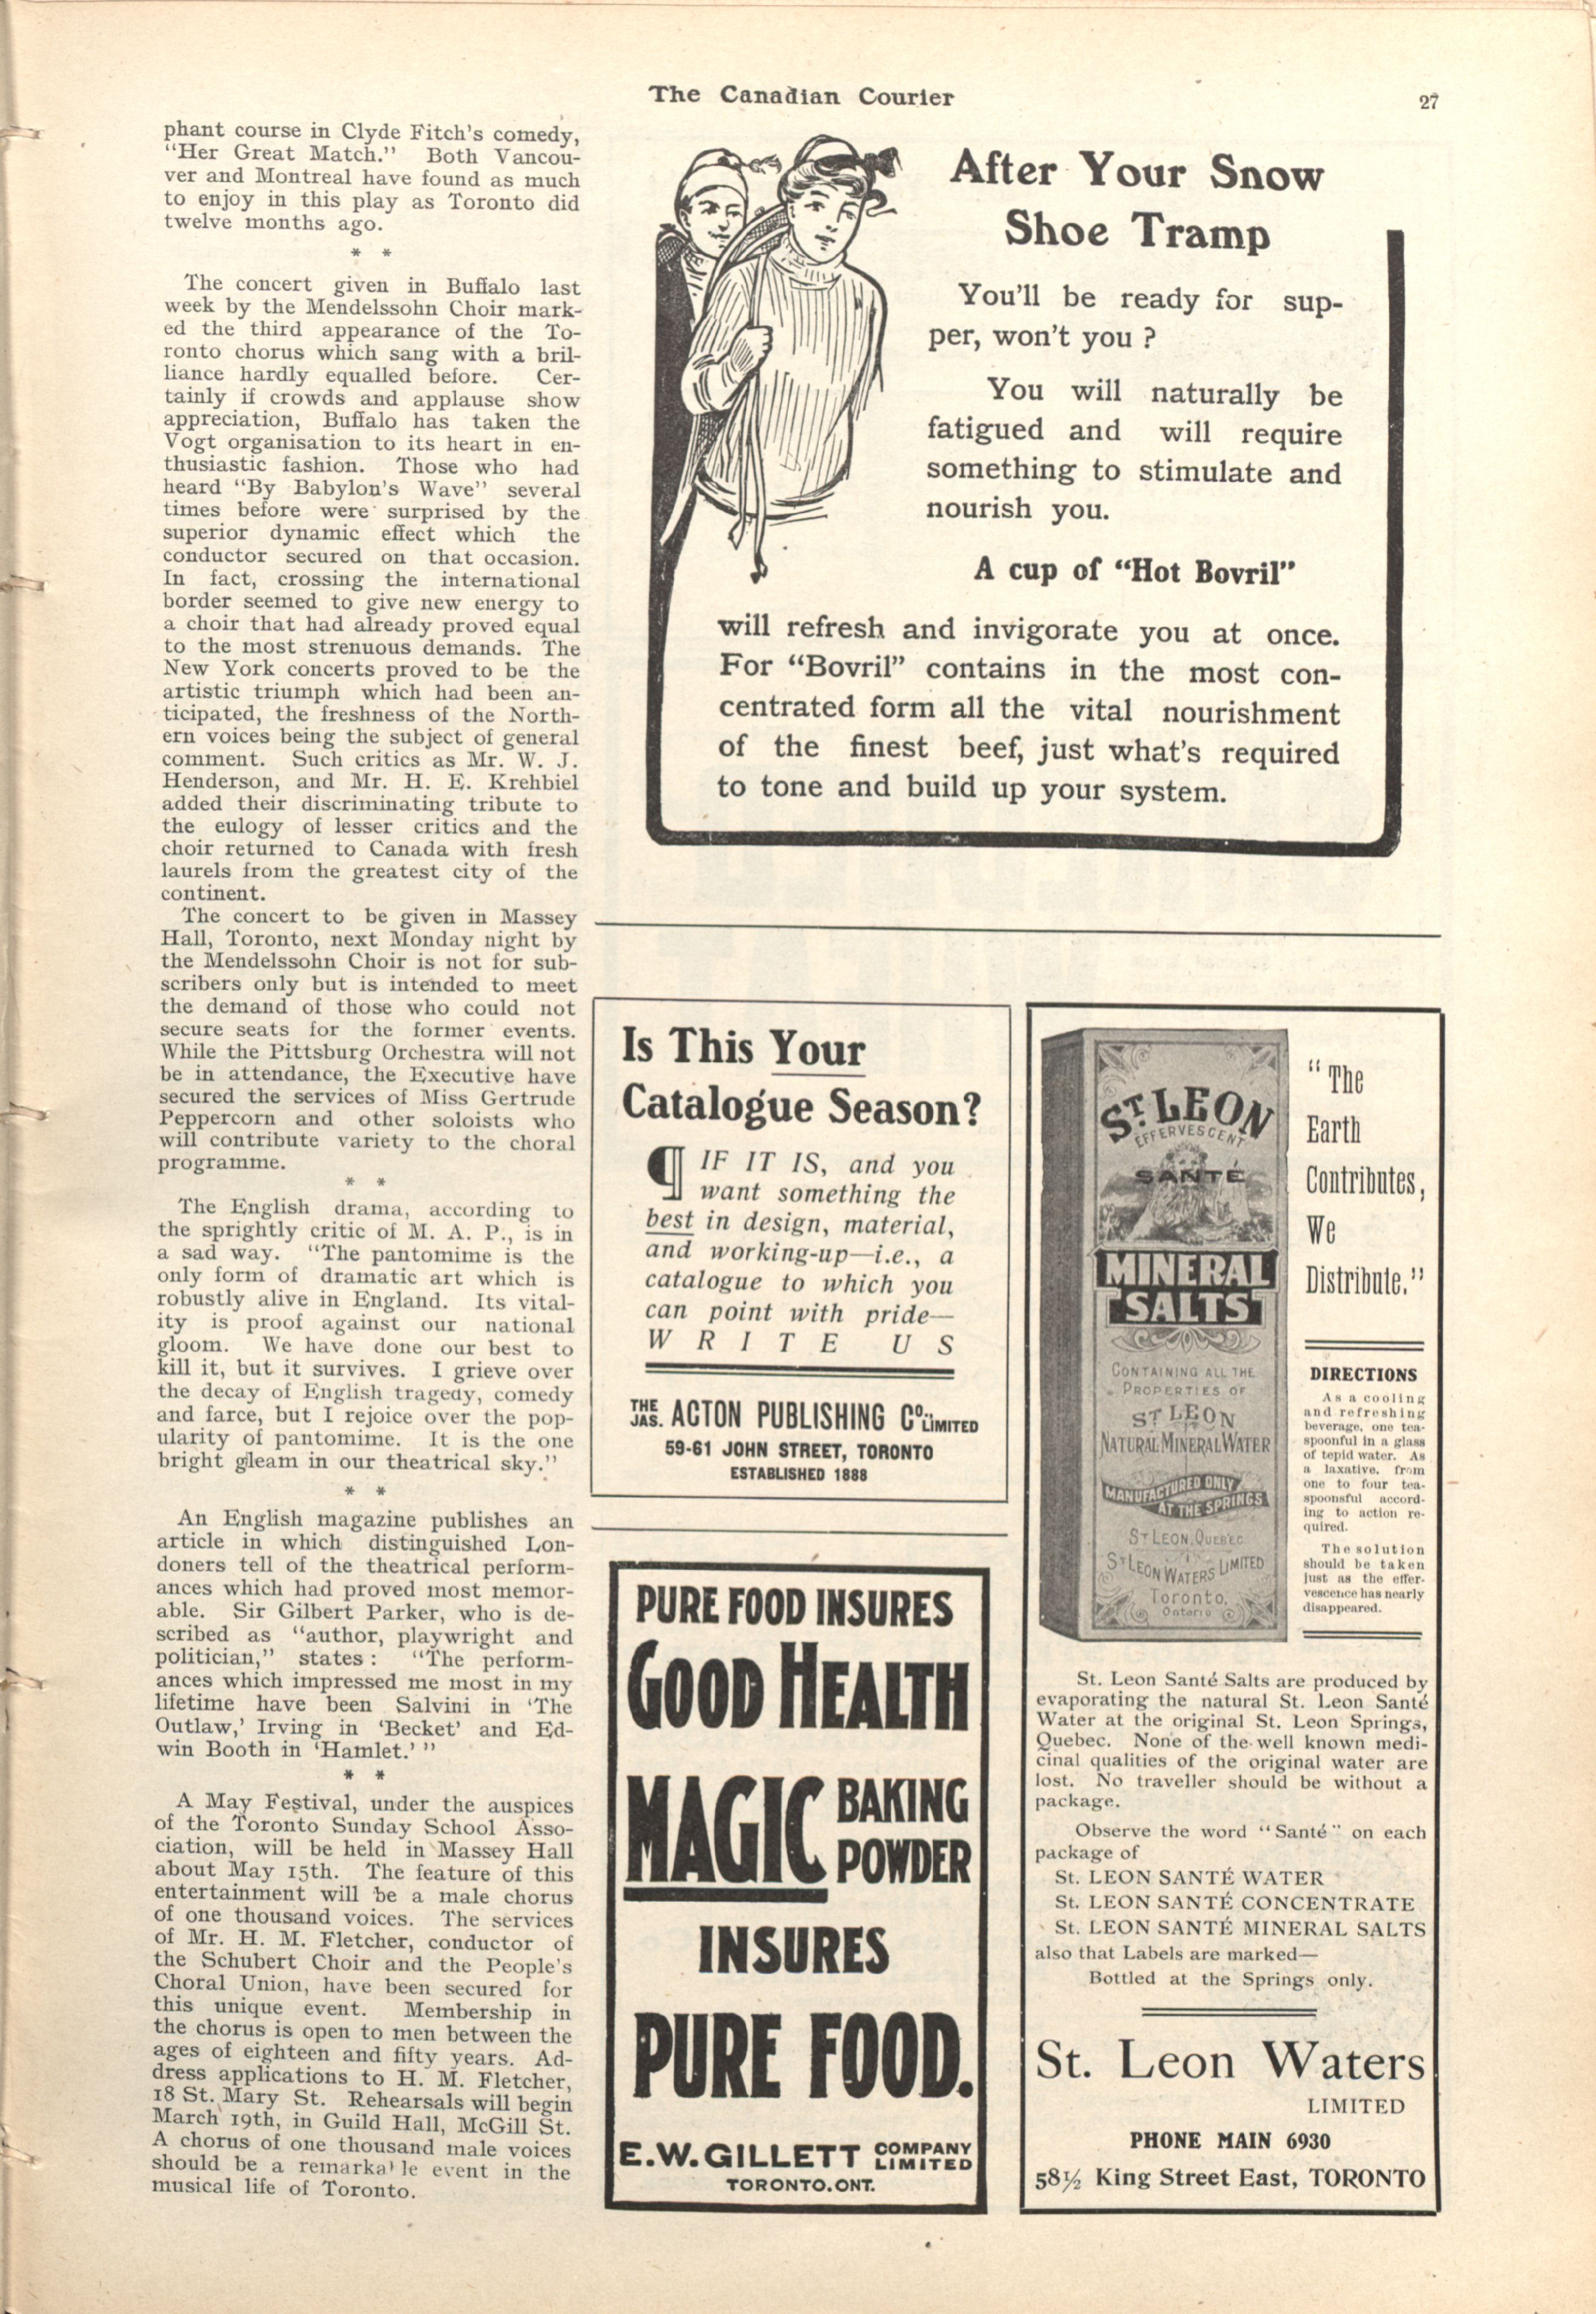 The Canadian Courier
27
phant course in Clyde Fitch's comedy,
"Her Great Match." Both Vancou-
ver and Montreal have found as much
to enjoy in this play as Toronto did
twelve months ago.
* *
The concert given in Buffalo last
week by the Mendelssohn Choir mark-
ed the third appearance of the To-
ronto chorus which sang with a bril-
liance hardly equalled before. Cer-
tainly if crowds and applause show
appreciation, Buffalo has taken the
Vogt organisation to its heart in en-
thusiastic fashion. Those who had
heard "By Babylon's Wave" several
times before were surprised by the
superior dynamic effect which the
conductor secured on that occasion.
In fact, crossing the international
border seemed to give new energy to
a choir that had already proved equal
to the most strenuous demands. The
New York concerts proved to be the
artistic triumph which had been an-
ticipated, the freshness of the North-
ern voices being the subject of general
comment. Such critics as Mr. W. J.
Henderson, and Mr. H. E. Krehbiel
added their discriminating tribute to
the eulogy of lesser critics and the
choir returned to Canada with fresh
laurels from the greatest city of the
continent.
The concert to be given in Massey
Hall, Toronto, next Monday night by
the Mendelssohn Choir is not for sub-
scribers only but is intended to meet
the demand of those who could not
secure seats for the former events.
While the Pittsburg Orchestra will not
be in attendance, the Executive have
secured the services of Miss Gertrude
Peppercorn and other soloists who
will contribute variety to the choral
programme.
* *
The English drama, according to
the sprightly critic of M. A. P., is in
a sad way. "The pantomime is the
only form of dramatic art which is
robustly alive in England. Its vital-
ity is proof against our national
gloom. We have done our best to
kill it, but it survives. I grieve over
the decay of English tragedy, comedy
and farce, but I rejoice over the pop-
ularity of pantomime. It is the one
bright gleam in our theatrical sky."
* *
An English magazine publishes an
article in which distinguished Lon-
doners tell of the theatrical perform-
ances which had proved most memor-
able. Sir Gilbert Parker, who is de-
scribed as "author, playwright and
politician," states : "The perform-
ances which impressed me most in my
lifetime have been Salvini in 'The
Outlaw,' Irving in 'Becket' and Ed-
win Booth in 'Hamlet.' "
* *
A May Festival, under the auspices
of the Toronto Sunday School Asso-
ciation, will be held in Massey Hall
about May 15th. The feature of this
entertainment will be a male chorus
of one thousand voices. The services
of Mr. H. M. Fletcher, conductor of
the Schubert Choir and the People's
Choral Union, have been secured for
this unique event. Membership in
the chorus is open to men between the
ages of eighteen and fifty years. Ad-
dress applications to H. M. Fletcher,
18 St. Mary St. Rehearsals will begin
March 19th, in Guild Hall, McGill St.
A chorus of one thousand male voices
should be a remarka' le event in the
musical life of Toronto.
After Your Snow
Shoe Tramp
You'll be ready for sup-
per, won't you ?
You will naturally be
fatigued and will require
something to stimulate and
nourish you.
A cup of "Hot Bovril"
will refresh and invigorate you at once.
For "Bovril" contains in the most con-
centrated form all the vital nourishment
of the finest beef, just what's required
to tone and build up your system.
Is This Your
Catalogue Season?
¶ IF IT IS, and you
want something the
best in design, material,
and working-up—i.e., a
catalogue to which you
can point with pride—
WRITE US
THE JAS. ACTON PUBLISHING CO., LIMITED
59-61 JOHN STREET, TORONTO
ESTABLISHED 1888
PURE FOOD INSURES
GOOD HEALTH
MAGIC BAKING POWDER
INSURES
PURE FOOD.
E.W. GILLETT COMPANY LIMITED
TORONTO.ONT.
ST. LEON
EFFERVESCENT
SANTÉ
MINERAL
SALTS
CONTAINING ALL THE
PROPERTIES OF
ST LEON
NATURAL MINERAL WATER
MANUFACTURED ONLY
AT THE SPRINGS
ST LEON, QUEBEC
ST LEON WATERS LIMITED
Toronto,
Ontario
"The
Earth
Contributes,
We
Distribute."
DIRECTIONS
As a cooling
and refreshing
beverage, one tea-
spoonful in a glass
of tepid water. As
a laxative, from
one to four tea-
spoonsful accord-
ing to action re-
quired.
The solution
should be taken
just as the effer-
vescence has nearly
disappeared.
St. Leon Santé Salts are produced by
evaporating the natural St. Leon Santé
Water at the original St. Leon Springs,
Quebec. None of the well known medi-
cinal qualities of the original water are
lost. No traveller should be without a
package.
Observe the word "Santé" on each
package of
St. LEON SANTÉ WATER
St. LEON SANTÉ CONCENTRATE
St. LEON SANTÉ MINERAL SALTS
also that Labels are marked—
Bottled at the Springs only.
St. Leon Waters
LIMITED
PHONE MAIN 6930
58½ King Street East, TORONTO